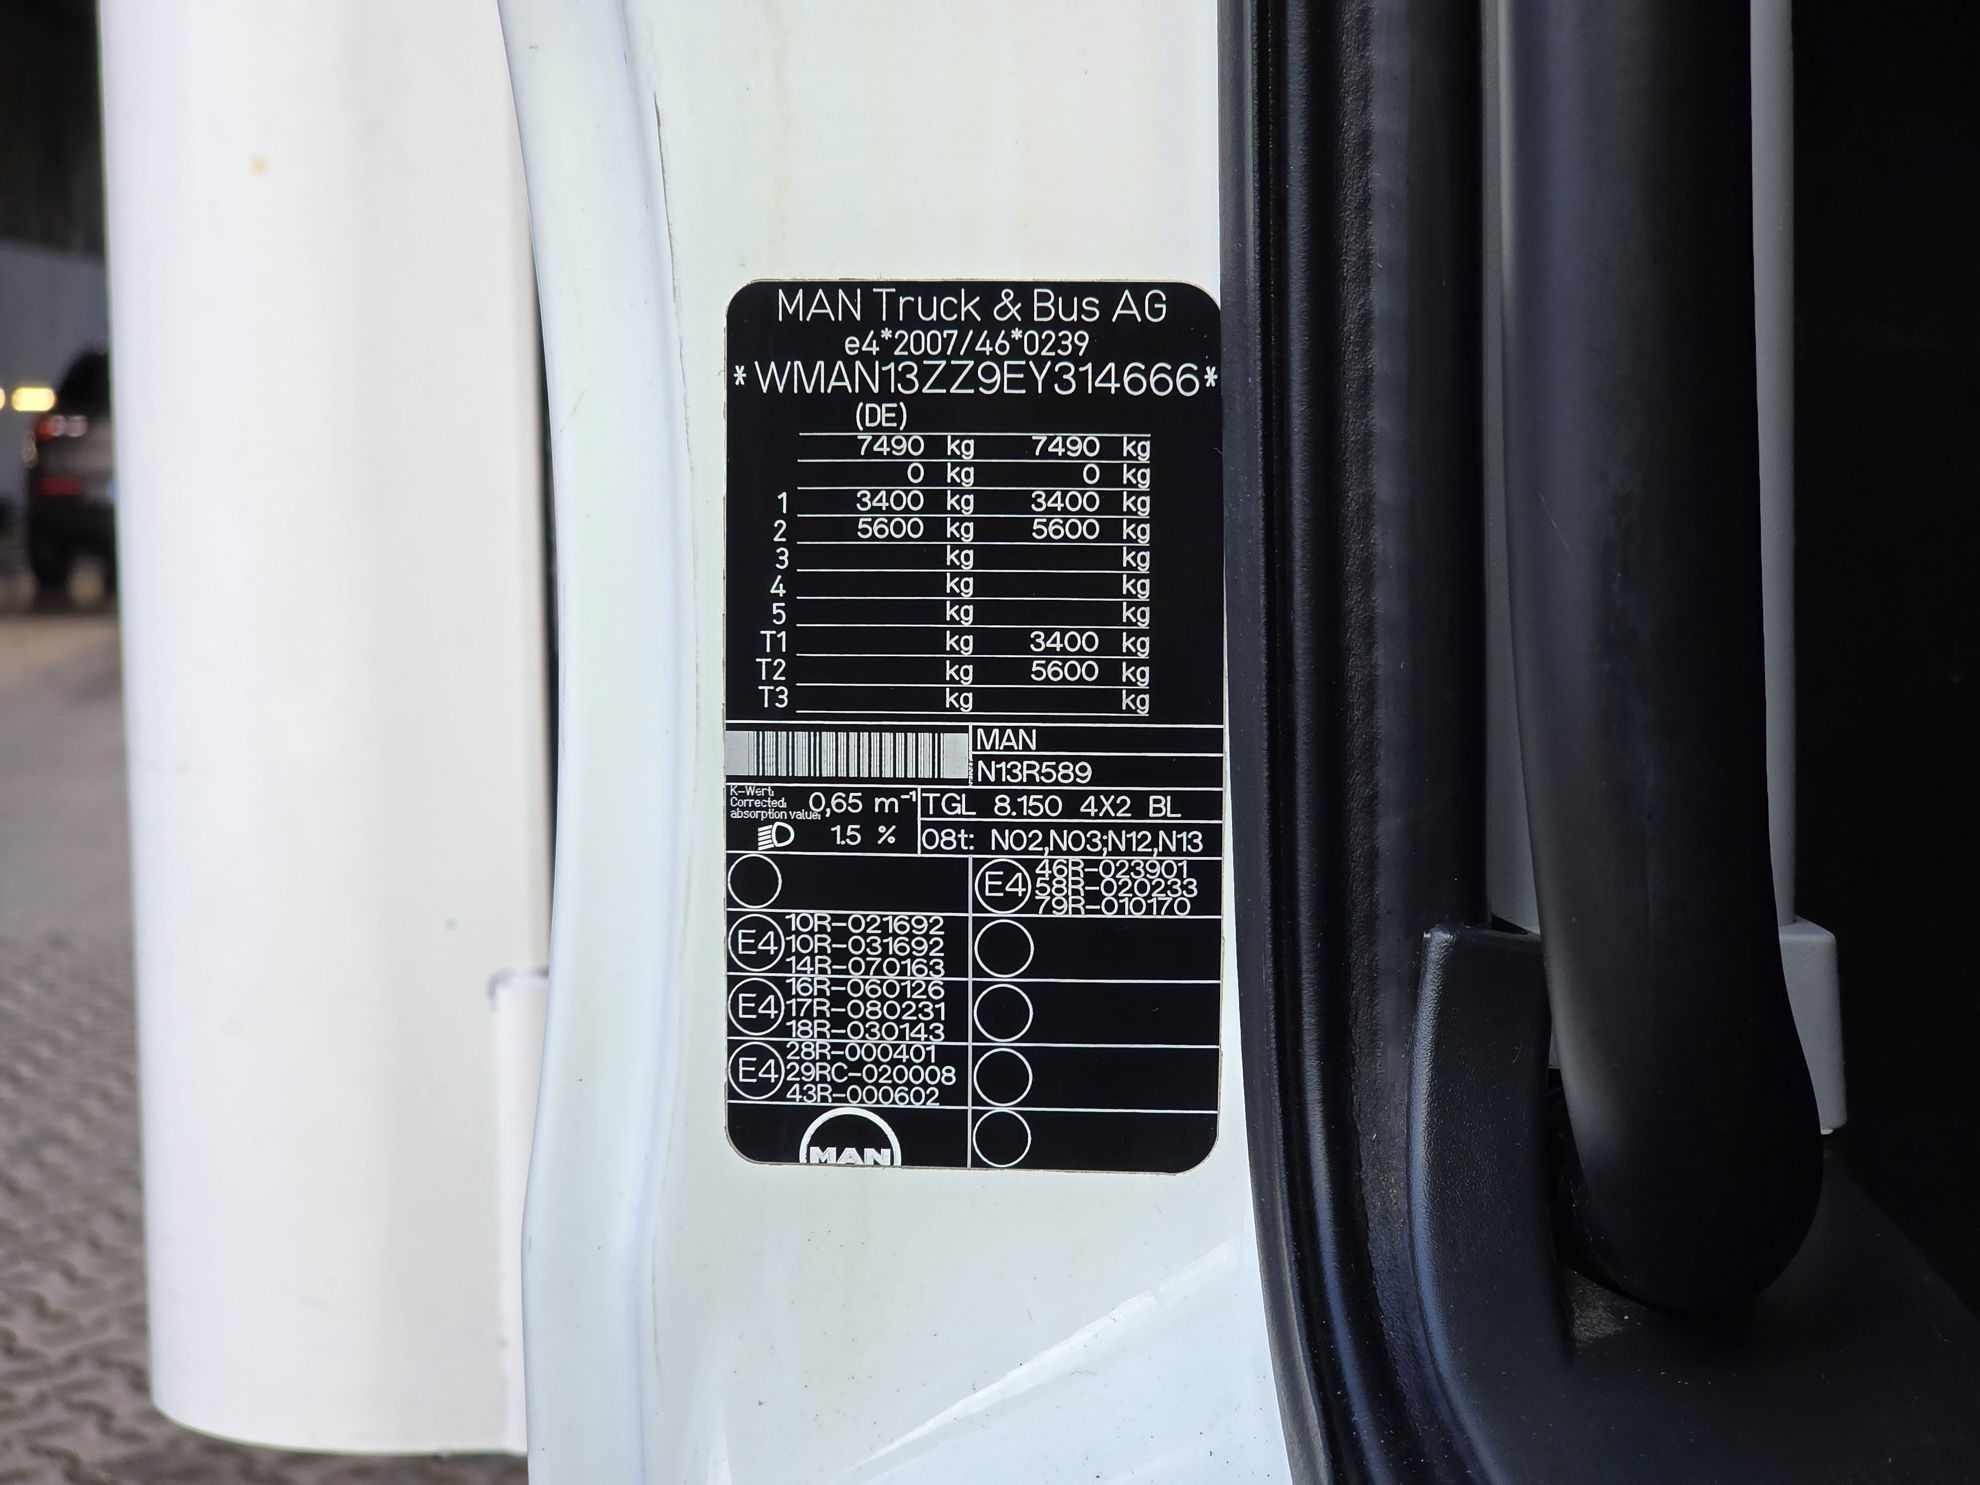 MAN Truck & Bus AG
e4*2007/46*0239
*WMAN13ZZ9EY314666*
(DE)
7490 kg 7490 kg
0 kg 0 kg
1 3400 kg 3400 kg
2 5600 kg 5600 kg
3 kg kg
4 kg kg
5 kg kg
T1 kg 3400 kg
T2 kg 5600 kg
T3 kg kg
MAN
N13R589
K-Wert:
Corrected:
absorption value:
0,65 m⁻¹
TGL 8.150 4X2 BL
1.5 %
08t: N02,N03;N12,N13
E4
46R-023901
58R-020233
79R-010170
E4
10R-021692
10R-031692
14R-070163
E4
16R-060126
17R-080231
18R-030143
E4
28R-000401
29RC-020008
43R-000602
MAN